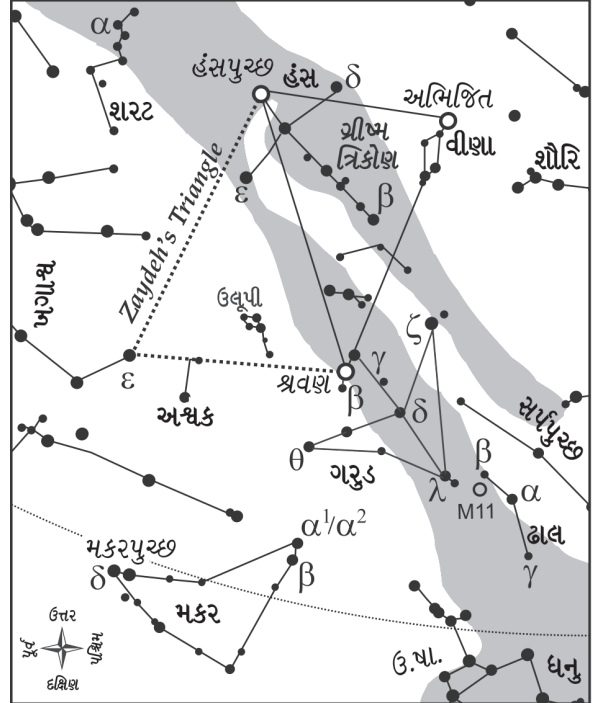 α
હંસપુચ્છ
હંસ
δ
અભિજિત
શરટ
ગ્રીષ્મ
ત્રિકોણ
વીણા
શૌરિ
ε
β
Zaydeh's Triangle
ખગાશ્વ
ઉલૂપી
ζ
ε
શ્રવણ
γ
β
અશ્વક
δ
સર્પપુચ્છ
θ
ગરુડ
λ
β
M11
α
ઢાલ
γ
α¹/α²
મકરપુચ્છ
δ
β
મકર
ઉત્તર
પૂર્વ
પશ્ચિમ
દક્ષિણ
ઉ.ષા.
ધનુ